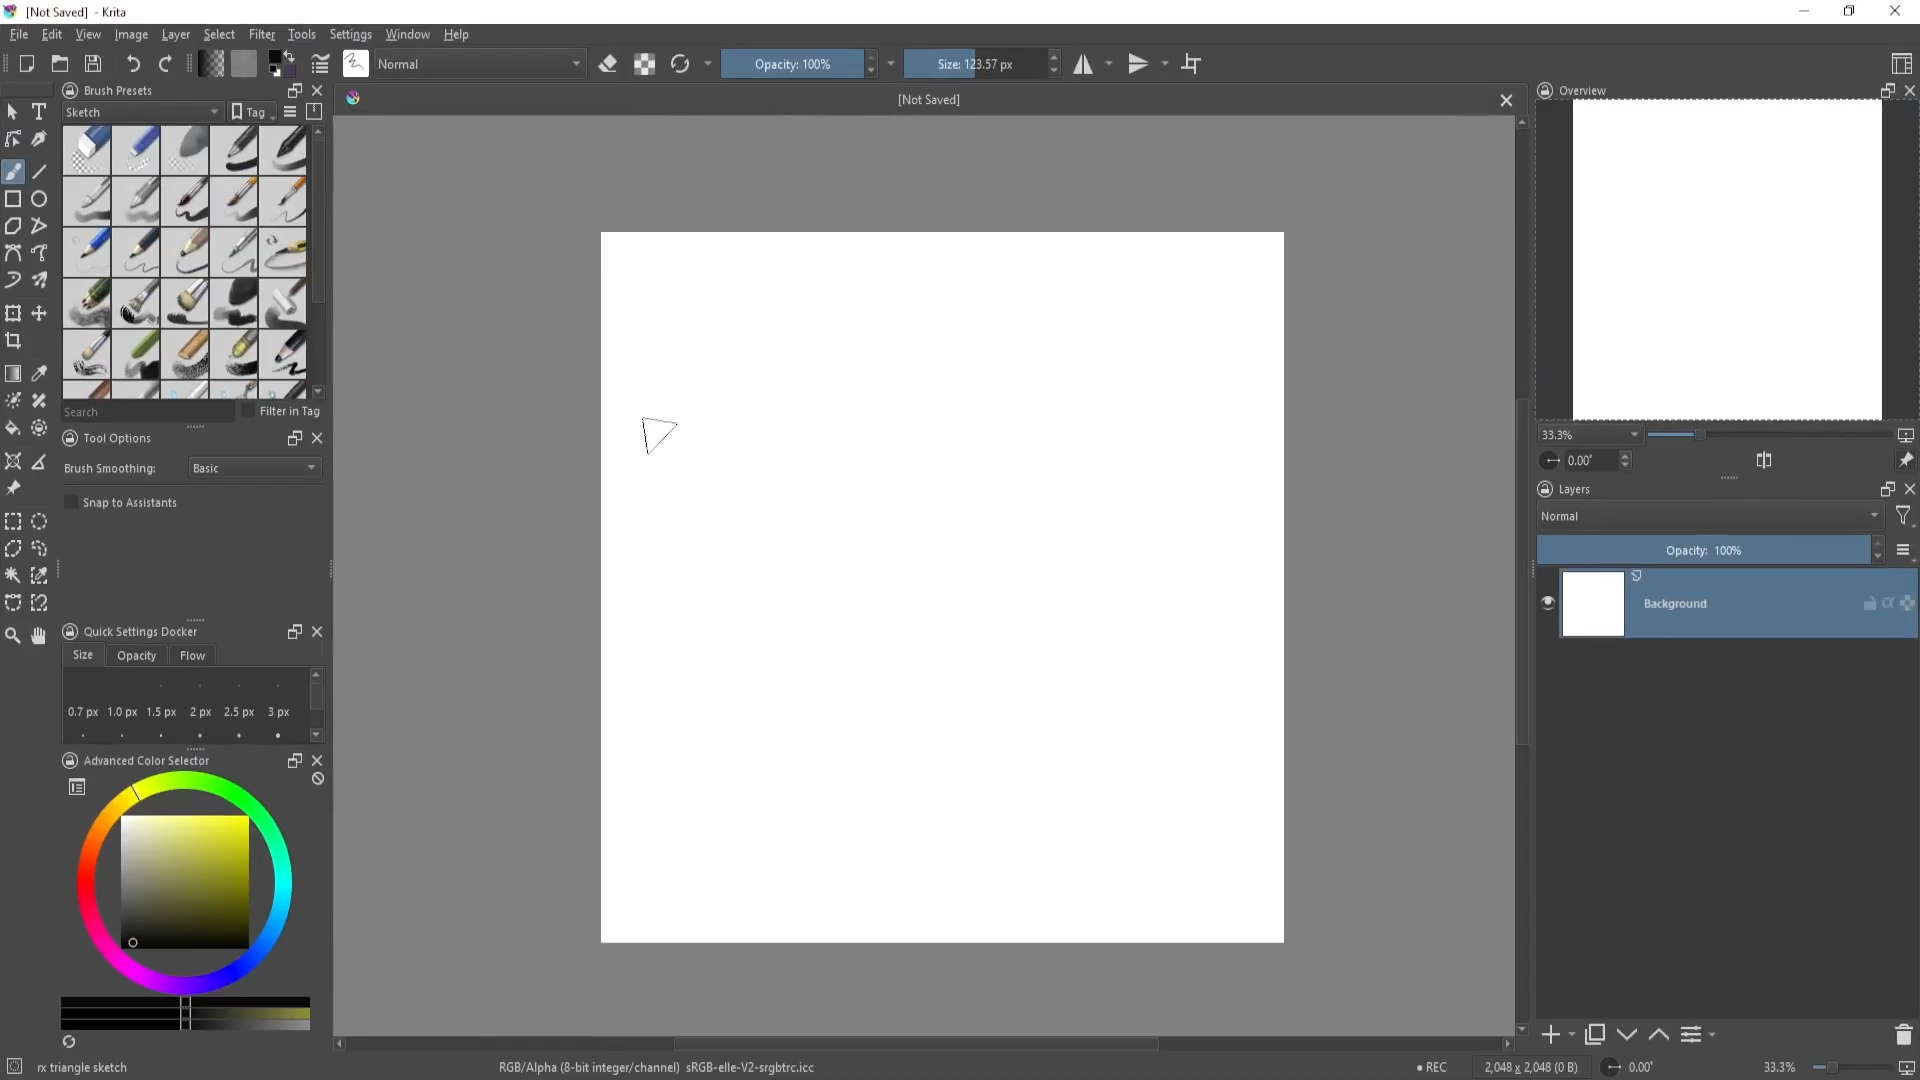 [Not Saved] - Krita
File Edit View Image Layer Select Filter Tools Settings Window Help
Normal Opacity: 100% Size: 123.57 px
Brush Presets
Sketch Tag
[Not Saved]
Search Filter in Tag
Tool Options
Brush Smoothing: Basic
Snap to Assistants
Quick Settings Docker
Size Opacity Flow
0.7 px 1.0 px 1.5 px 2 px 2.5 px 3 px
Advanced Color Selector
Overview
33.3%
0.00°
Layers
Normal
Opacity: 100%
Background
rx triangle sketch RGB/Alpha (8-bit integer/channel) sRGB-elle-V2-srgbtrc.icc REC 2,048 x 2,048 (0 B) 0.00° 33.3%